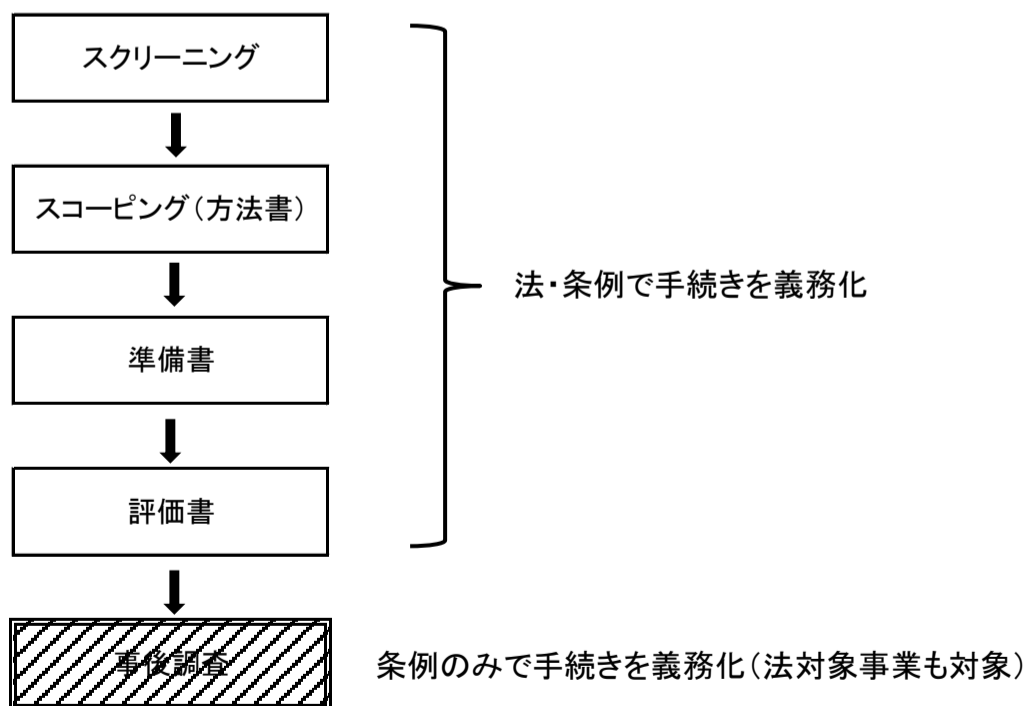 スクリーニング
スコーピング（方法書）
法・条例で手続きを義務化
準備書
評価書
事後調査
条例のみで手続きを義務化（法対象事業も対象）